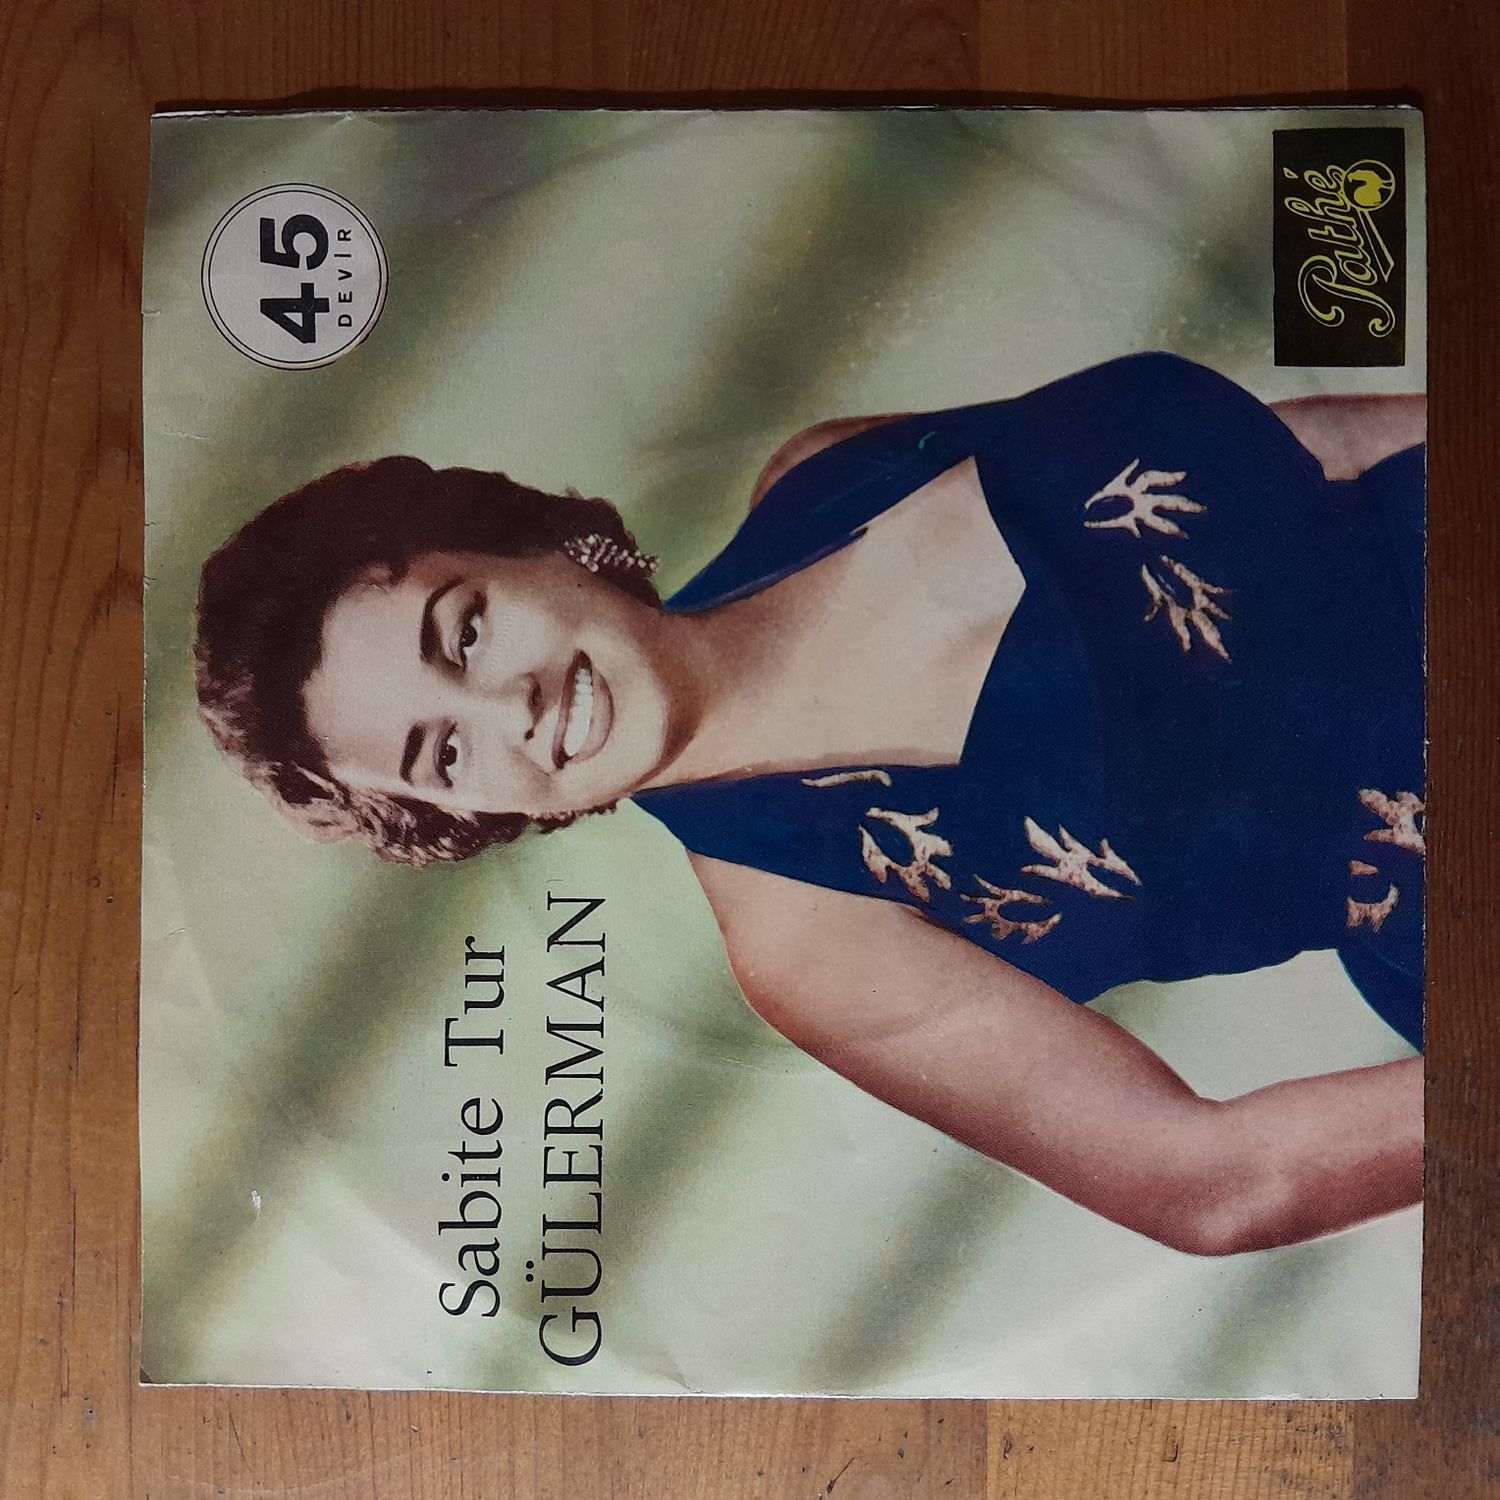 Sabite Tur
GÜLERMAN
45
DEVİR
Pathé